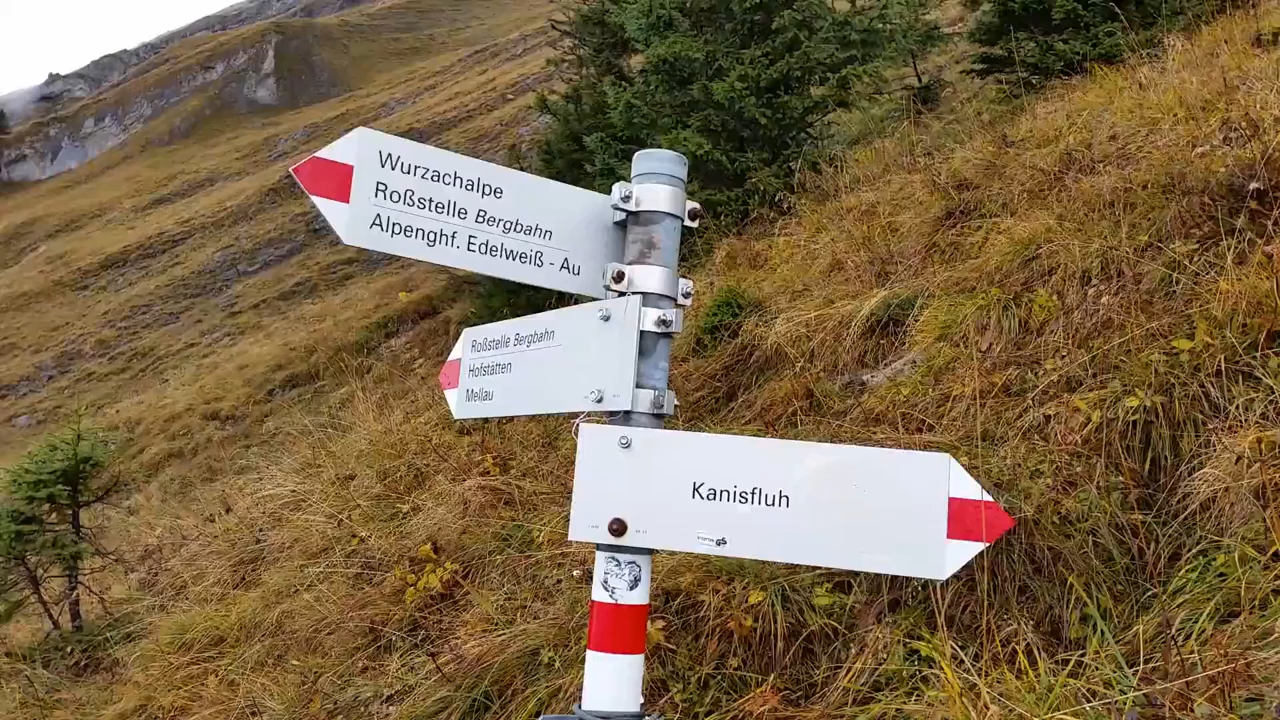 Wurzachalpe
Roßstelle Bergbahn
Alpenghf. Edelweiß - Au
Roßstelle Bergbahn
Hofstätten
Mellau
Kanisfluh